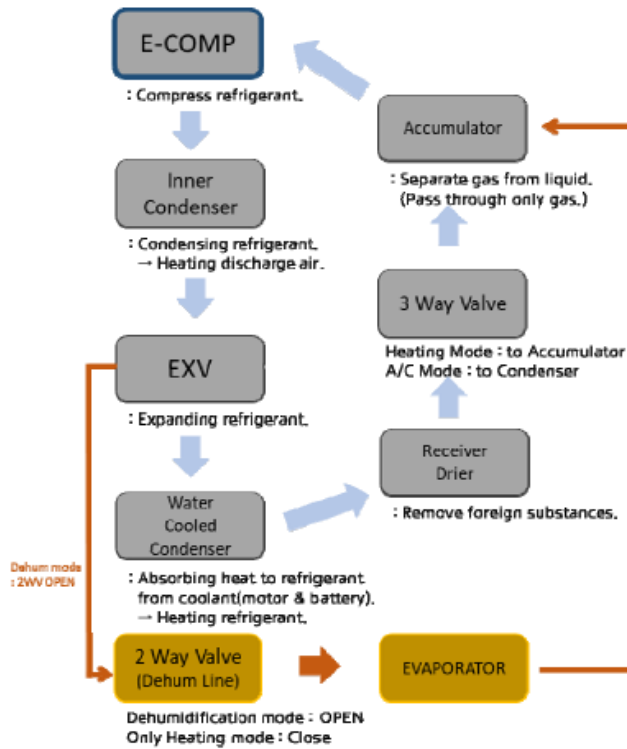 E-COMP
: Compress refrigerant.
Inner
Condenser
: Condensing refrigerant.
→ Heating discharge air.
EXV
: Expanding refrigerant.
Water
Cooled
Condenser
: Absorbing heat to refrigerant
from coolant(motor & battery).
→ Heating refrigerant.
Dehum mode
: 2WV OPEN
2 Way Valve
(Dehum Line)
Dehumidification mode : OPEN
Only Heating mode : Close
EVAPORATOR
Receiver
Drier
: Remove foreign substances.
3 Way Valve
Heating Mode : to Accumulator
A/C Mode : to Condenser
Accumulator
: Separate gas from liquid.
(Pass through only gas.)